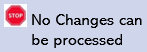 STOP No Changes can
be processed